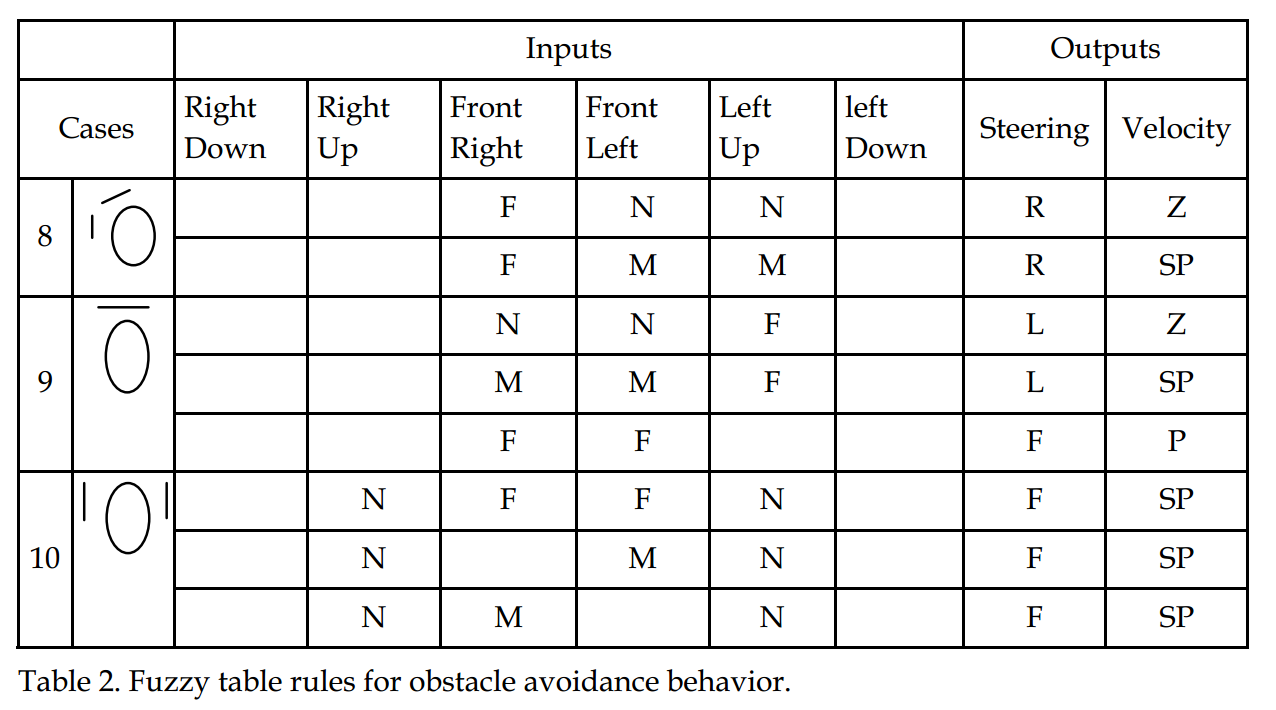 Inputs Outputs
Cases Right Down Right Up Front Right Front Left Left Up left Down Steering Velocity
8 F N N R Z
F M M R SP
9 N N F L Z
M M F L SP
F F F P
10 N F F N F SP
N M N F SP
N M N F SP
Table 2. Fuzzy table rules for obstacle avoidance behavior.